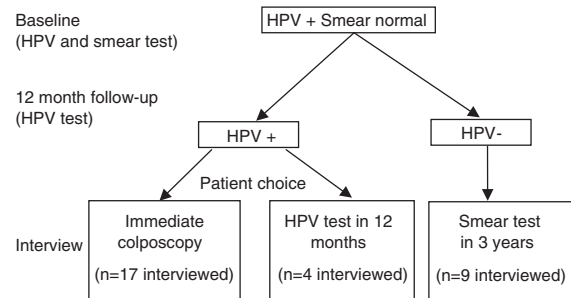 Baseline
(HPV and smear test)
HPV + Smear normal
12 month follow-up
(HPV test)
HPV +
HPV-
Patient choice
Interview
Immediate
colposcopy
(n=17 interviewed)
HPV test in 12
months
(n=4 interviewed)
Smear test
in 3 years
(n=9 interviewed)